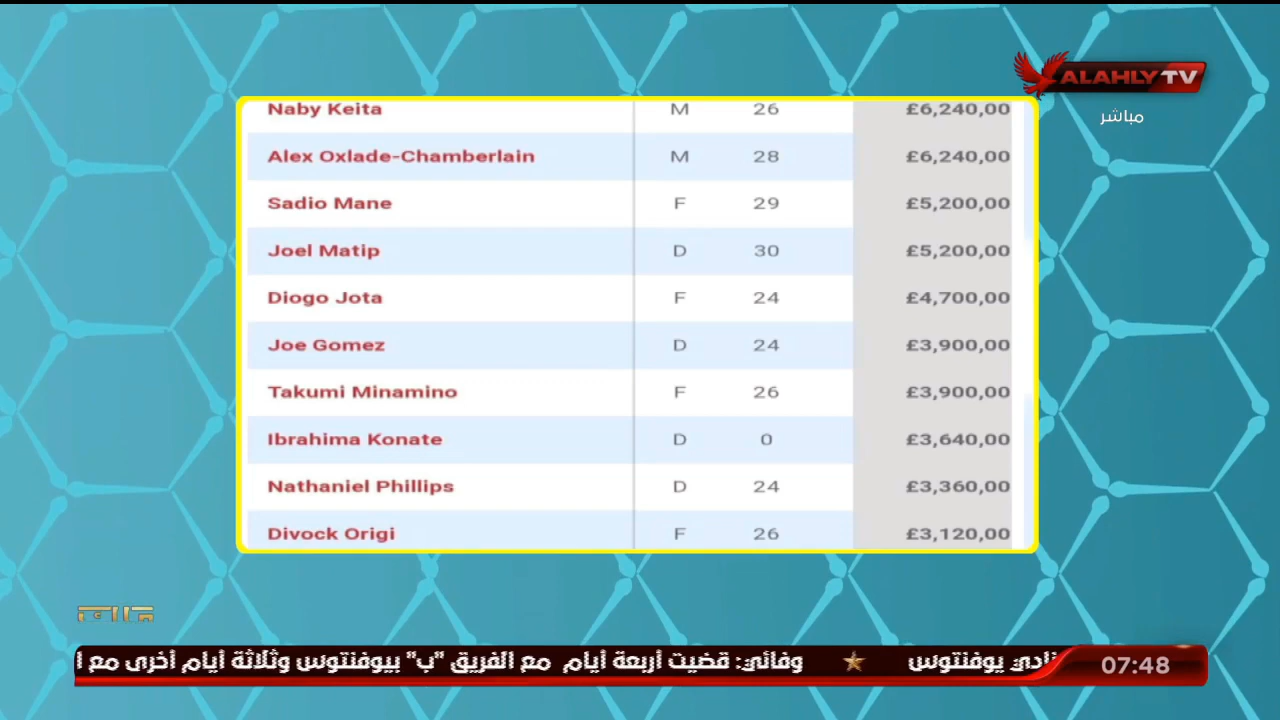 ALAHLY TV
مباشر
Naby Keita M 26 £6,240,00
Alex Oxlade-Chamberlain M 28 £6,240,00
Sadio Mane F 29 £5,200,00
Joel Matip D 30 £5,200,00
Diogo Jota F 24 £4,700,00
Joe Gomez D 24 £3,900,00
Takumi Minamino F 26 £3,900,00
Ibrahima Konate D 0 £3,640,00
Nathaniel Phillips D 24 £3,360,00
Divock Origi F 26 £3,120,00
نادي يوفنتوس ★ وفائي: قضيت أربعة أيام مع الفريق "ب" بيوفنتوس وثلاثة أيام أخرى مع ا
07:48